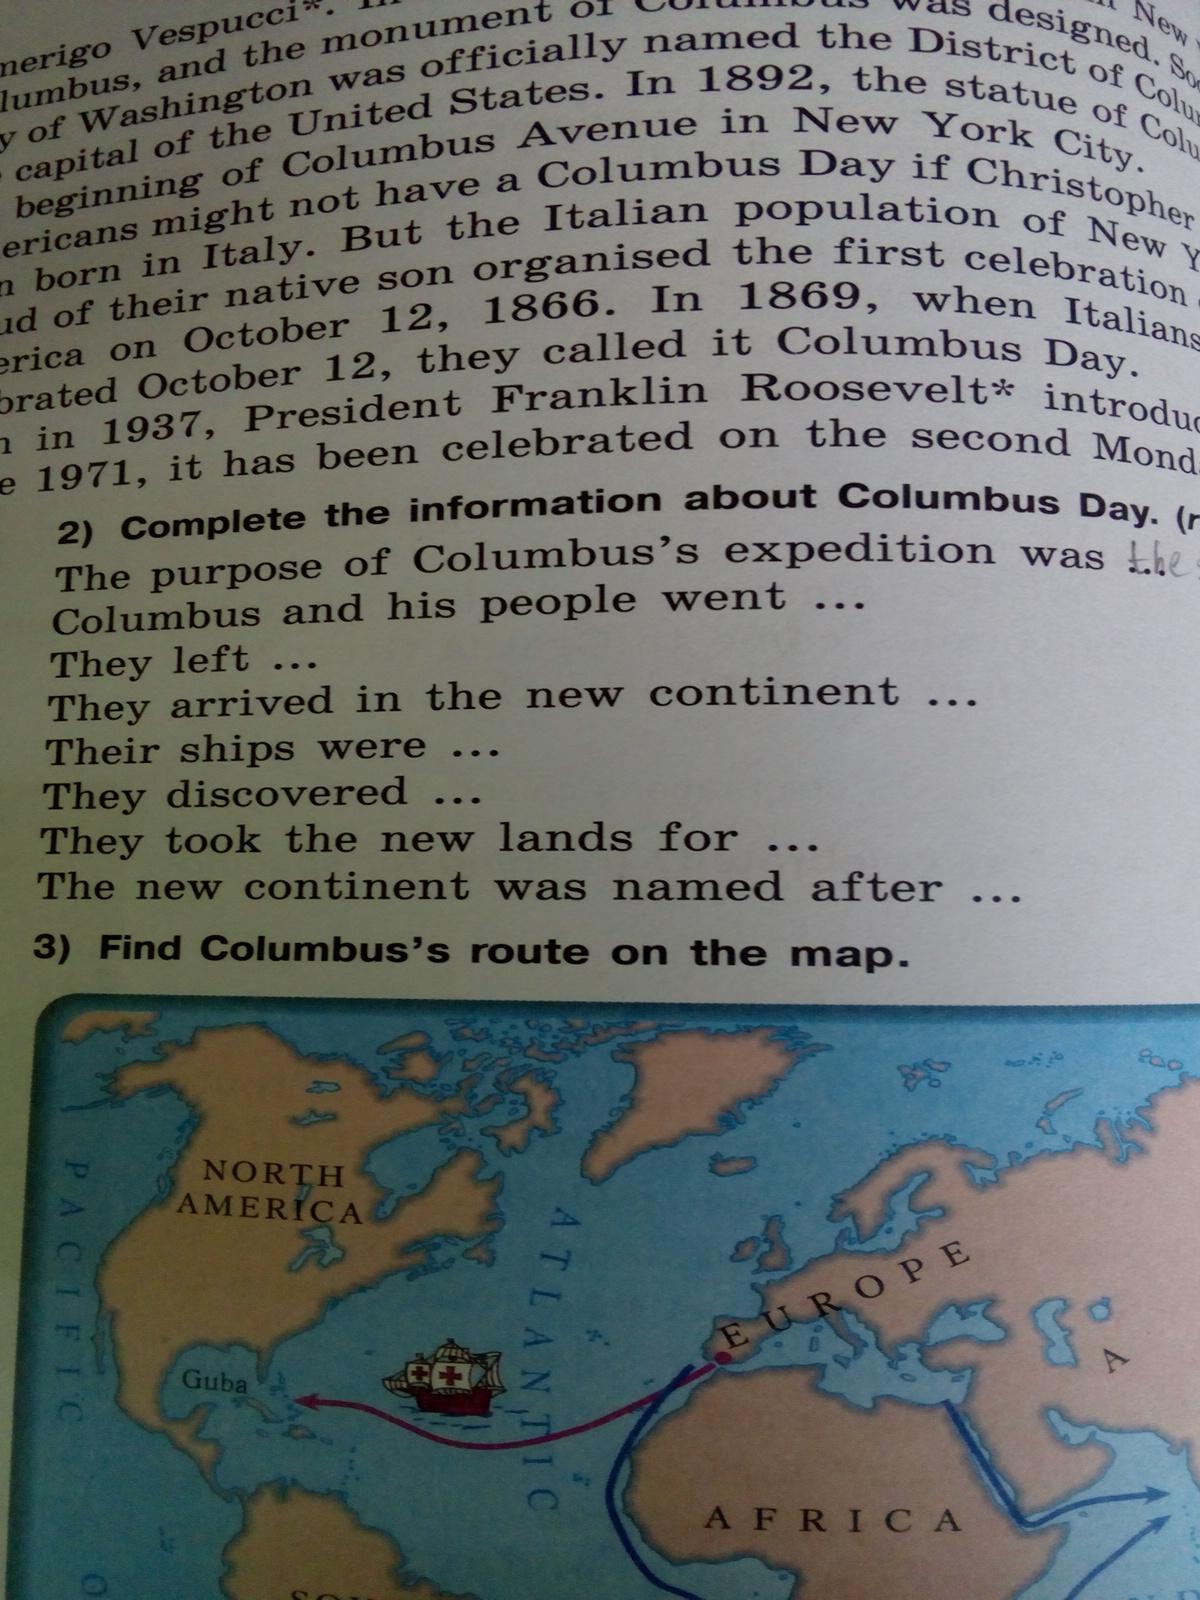 merigo Vespucci*.
lumbus, and the monument of Columbus was designed. Soo
y of Washington was officially named the District of Colu
capital of the United States. In 1892, the statue of Colu
beginning of Columbus Avenue in New York City.
ericans might not have a Columbus Day if Christopher
n born in Italy. But the Italian population of New Y
ud of their native son organised the first celebration
erica on October 12, 1866. In 1869, when Italians
brated October 12, they called it Columbus Day.
n in 1937, President Franklin Roosevelt* introduc
e 1971, it has been celebrated on the second Mond
2) Complete the information about Columbus Day. (r
The purpose of Columbus's expedition was ... the
Columbus and his people went ...
They left ...
They arrived in the new continent ...
Their ships were ...
They discovered ...
They took the new lands for ...
The new continent was named after ...
3) Find Columbus's route on the map.
NORTH
AMERICA
PACIFIC
O
ATLANTIC
EUROPE
A
Guba
AFRICA
SOU